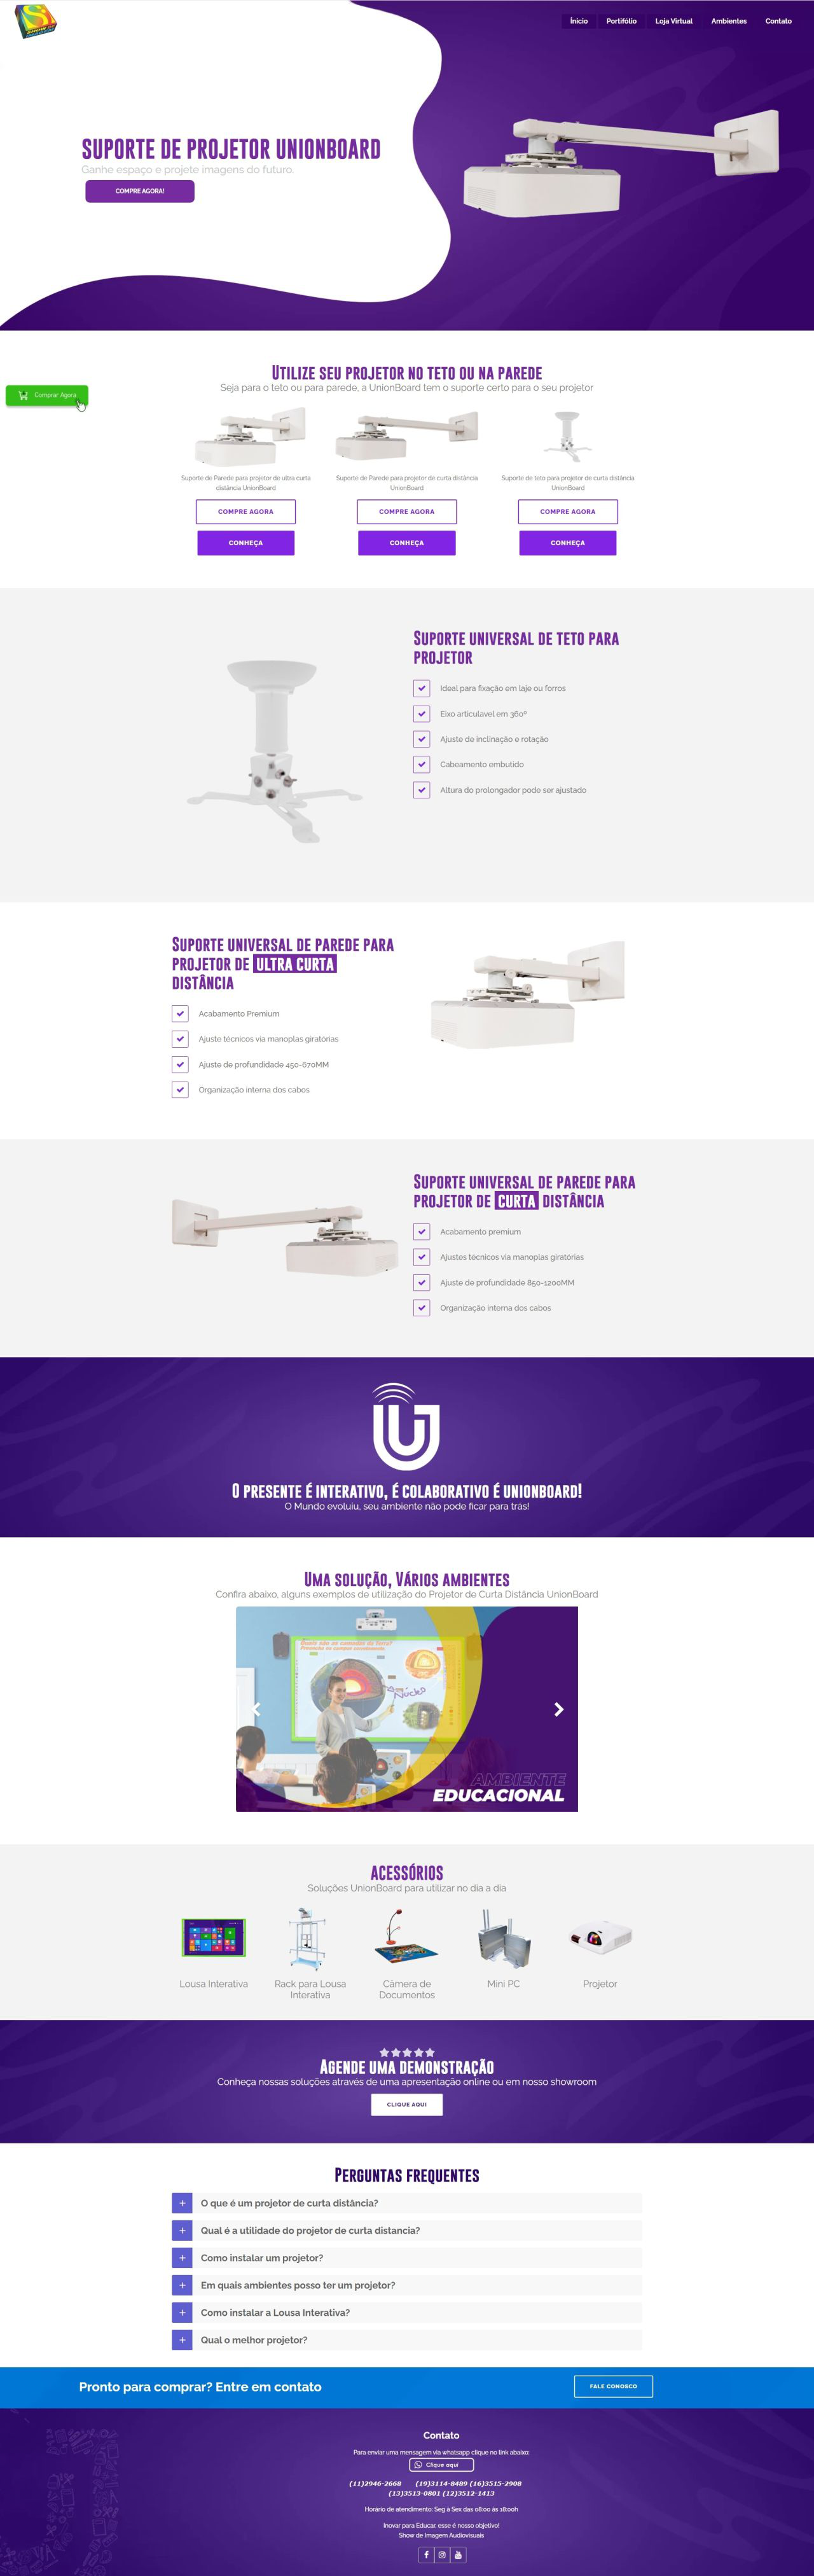 Ínicio Portifólio Loja Virtual Ambientes Contato
SUPORTE DE PROJETOR UNIONBOARD
Ganhe espaço e projete imagens do futuro.
COMPRE AGORA!
UTILIZE SEU PROJETOR NO TETO OU NA PAREDE
Seja para o teto ou para parede, a UnionBoard tem o suporte certo para o seu projetor
Comprar Agora
Suporte de Parede para projetor de ultra curta
distância UnionBoard
COMPRE AGORA
CONHEÇA
Suporte de Parede para projetor de curta distância
UnionBoard
COMPRE AGORA
CONHEÇA
Suporte de teto para projetor de curta distância
UnionBoard
COMPRE AGORA
CONHEÇA
SUPORTE UNIVERSAL DE TETO PARA
PROJETOR
Ideal para fixação em laje ou forros
Eixo articulavel em 360º
Ajuste de inclinação e rotação
Cabeamento embutido
Altura do prolongador pode ser ajustado
SUPORTE UNIVERSAL DE PAREDE PARA
PROJETOR DE ULTRA CURTA
DISTÂNCIA
Acabamento Premium
Ajuste técnicos via manoplas giratórias
Ajuste de profundidade 450-670MM
Organização interna dos cabos
SUPORTE UNIVERSAL DE PAREDE PARA
PROJETOR DE CURTA DISTÂNCIA
Acabamento premium
Ajustes técnicos via manoplas giratórias
Ajuste de profundidade 850-1200MM
Organização interna dos cabos
O PRESENTE É INTERATIVO, É COLABORATIVO É UNIONBOARD!
O Mundo evoluiu, seu ambiente não pode ficar para trás!
UMA SOLUÇÃO, VÁRIOS AMBIENTES
Confira abaixo, alguns exemplos de utilização do Projetor de Curta Distância UnionBoard
Núcleo
AMBIENTE
EDUCACIONAL
ACESSÓRIOS
Soluções UnionBoard para utilizar no dia a dia
Lousa Interativa
Rack para Lousa
Interativa
Câmera de
Documentos
Mini PC
Projetor
AGENDE UMA DEMONSTRAÇÃO
Conheça nossas soluções através de uma apresentação online ou em nosso showroom
CLIQUE AQUI
PERGUNTAS FREQUENTES
O que é um projetor de curta distância?
Qual é a utilidade do projetor de curta distancia?
Como instalar um projetor?
Em quais ambientes posso ter um projetor?
Como instalar a Lousa Interativa?
Qual o melhor projetor?
Pronto para comprar? Entre em contato
FALE CONOSCO
Contato
Para enviar uma mensagem via whatsapp clique no link abaixo:
Clique aqui
(11)2946-2668 (19)3114-8489 (16)3515-2908
(13)3513-0801 (12)3512-1413
Horário de atendimento: Seg à Sex das 08:00 às 18:00h
Inovar para Educar, esse é nosso objetivo!
Show de Imagem Audiovisuais